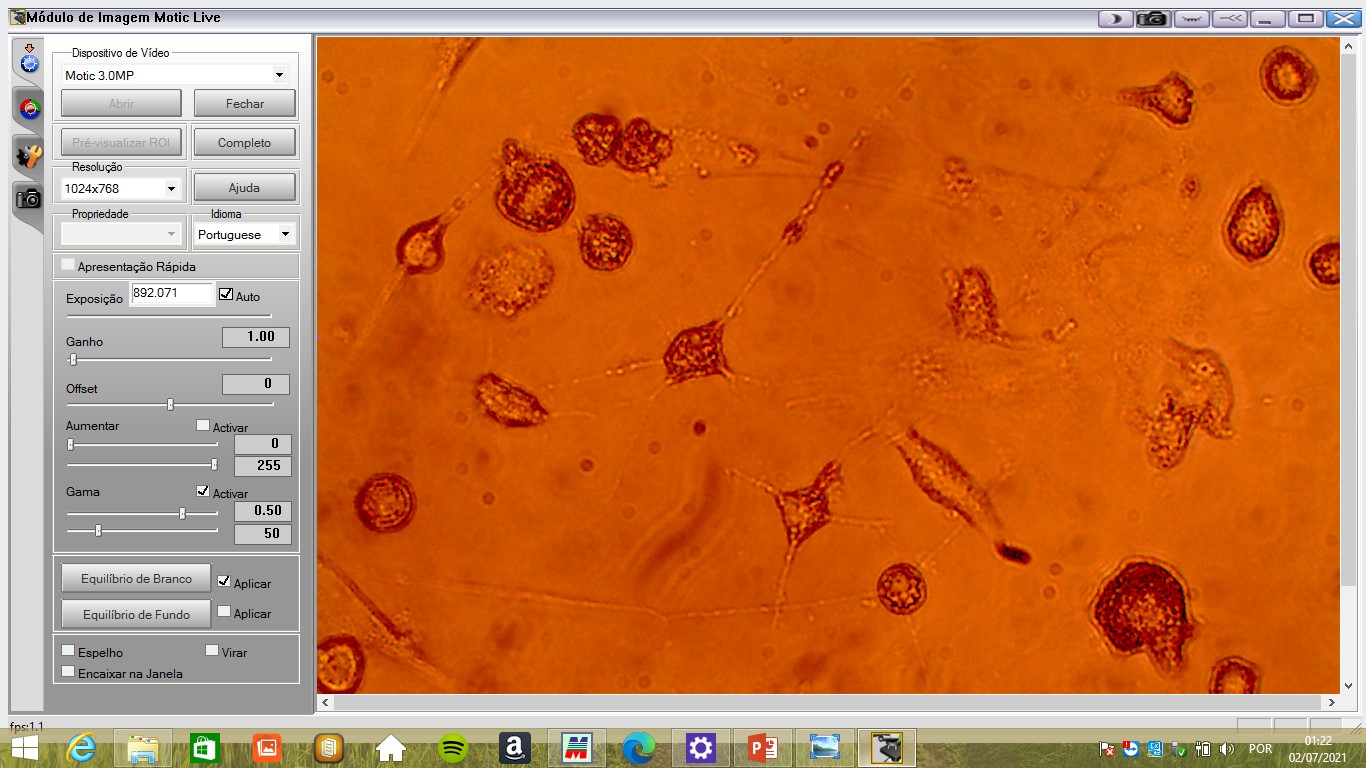 Módulo de Imagem Motic Live
Dispositivo de Vídeo
Motic 3.0MP
Abrir
Fechar
Pré-visualizar ROI
Completo
Resolução
1024x768
Ajuda
Propriedade
Idioma
Portuguese
Apresentação Rápida
Exposição
892.071
Auto
Ganho
1.00
Offset
0
Aumentar
Activar
0
255
Gama
Activar
0.50
50
Equilíbrio de Branco
Aplicar
Equilíbrio de Fundo
Aplicar
Espelho
Virar
Encaixar na Janela
fps:1.1
POR
01:22
02/07/2021